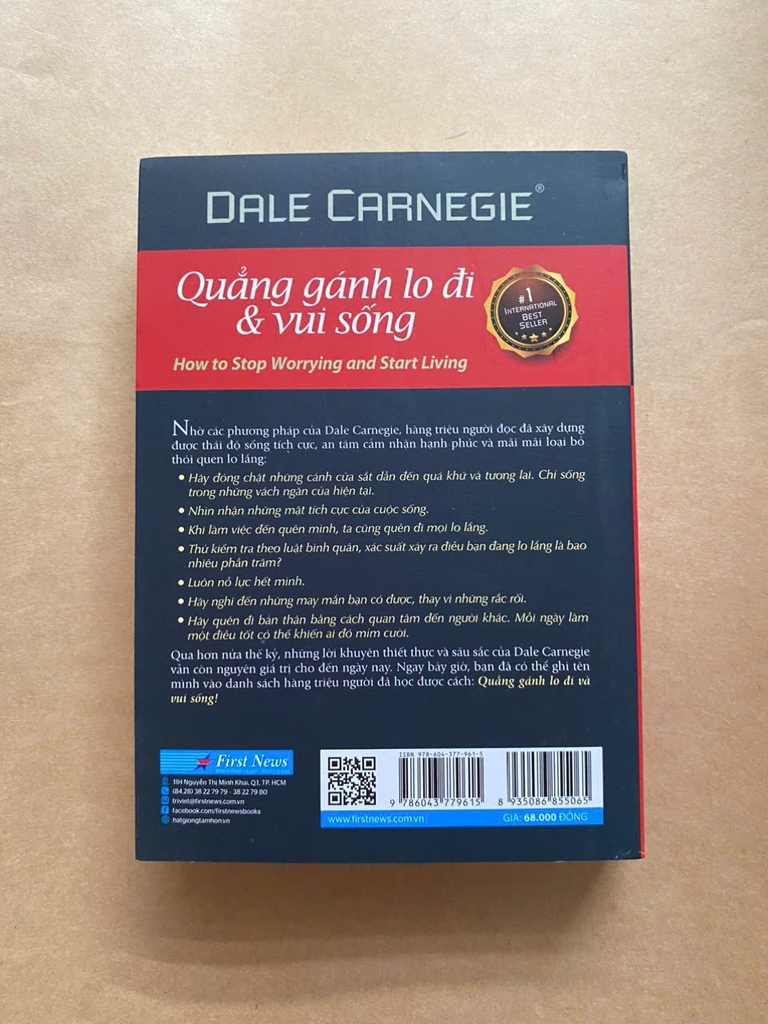 DALE CARNEGIE®
Quẳng gánh lo đi
& vui sống
#1
INTERNATIONAL
BEST
SELLER
How to Stop Worrying and Start Living
Nhờ các phương pháp của Dale Carnegie, hàng triệu người đọc đã xây dựng
được thái độ sống tích cực, an tâm cảm nhận hạnh phúc và mãi mãi loại bỏ
thói quen lo lắng:
• Hãy đóng chặt những cánh cửa sắt dẫn đến quá khứ và tương lai. Chỉ sống
trong những vách ngăn của hiện tại.
• Nhìn nhận những mặt tích cực của cuộc sống.
• Khi làm việc đến quên mình, ta cũng quên đi mọi lo lắng.
• Thử kiểm tra theo luật bình quân, xác suất xảy ra điều bạn đang lo lắng là bao
nhiêu phần trăm?
• Luôn nỗ lực hết mình.
• Hãy nghĩ đến những may mắn bạn có được, thay vì những rắc rối.
• Hãy quên đi bản thân bằng cách quan tâm đến người khác. Mỗi ngày làm
một điều tốt có thể khiến ai đó mỉm cười.
Qua hơn nửa thế kỷ, những lời khuyên thiết thực và sâu sắc của Dale Carnegie
vẫn còn nguyên giá trị cho đến ngày nay. Ngay bây giờ, bạn đã có thể ghi tên
mình vào danh sách hàng triệu người đã học được cách: Quẳng gánh lo đi và
vui sống!
First News
11H Nguyễn Thị Minh Khai, Q.1, TP. HCM
(84.28) 38 22 79 79 - 38 22 79 80
triviet@firstnews.com.vn
facebook.com/firstnewsbooks
hatgiongtamhon.vn
ISBN 978-604-377-961-5
9 786043 779615
8 935086 855065
www.firstnews.com.vn
GIÁ: 68.000 ĐỒNG